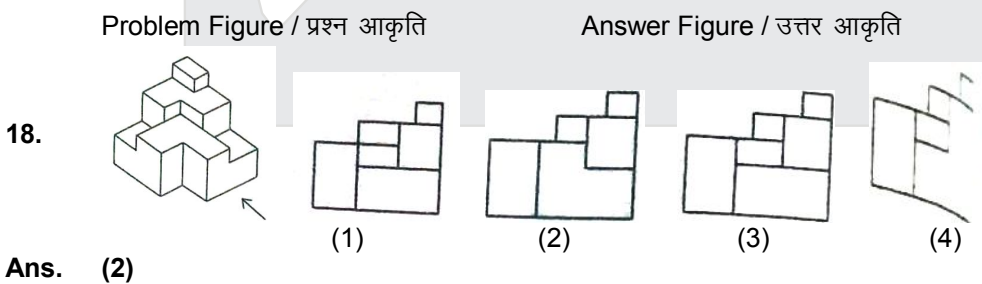 Problem Figure / प्रश्न आकृति Answer Figure / उत्तर आकृति
18.
(1) (2) (3) (4)
Ans. (2)